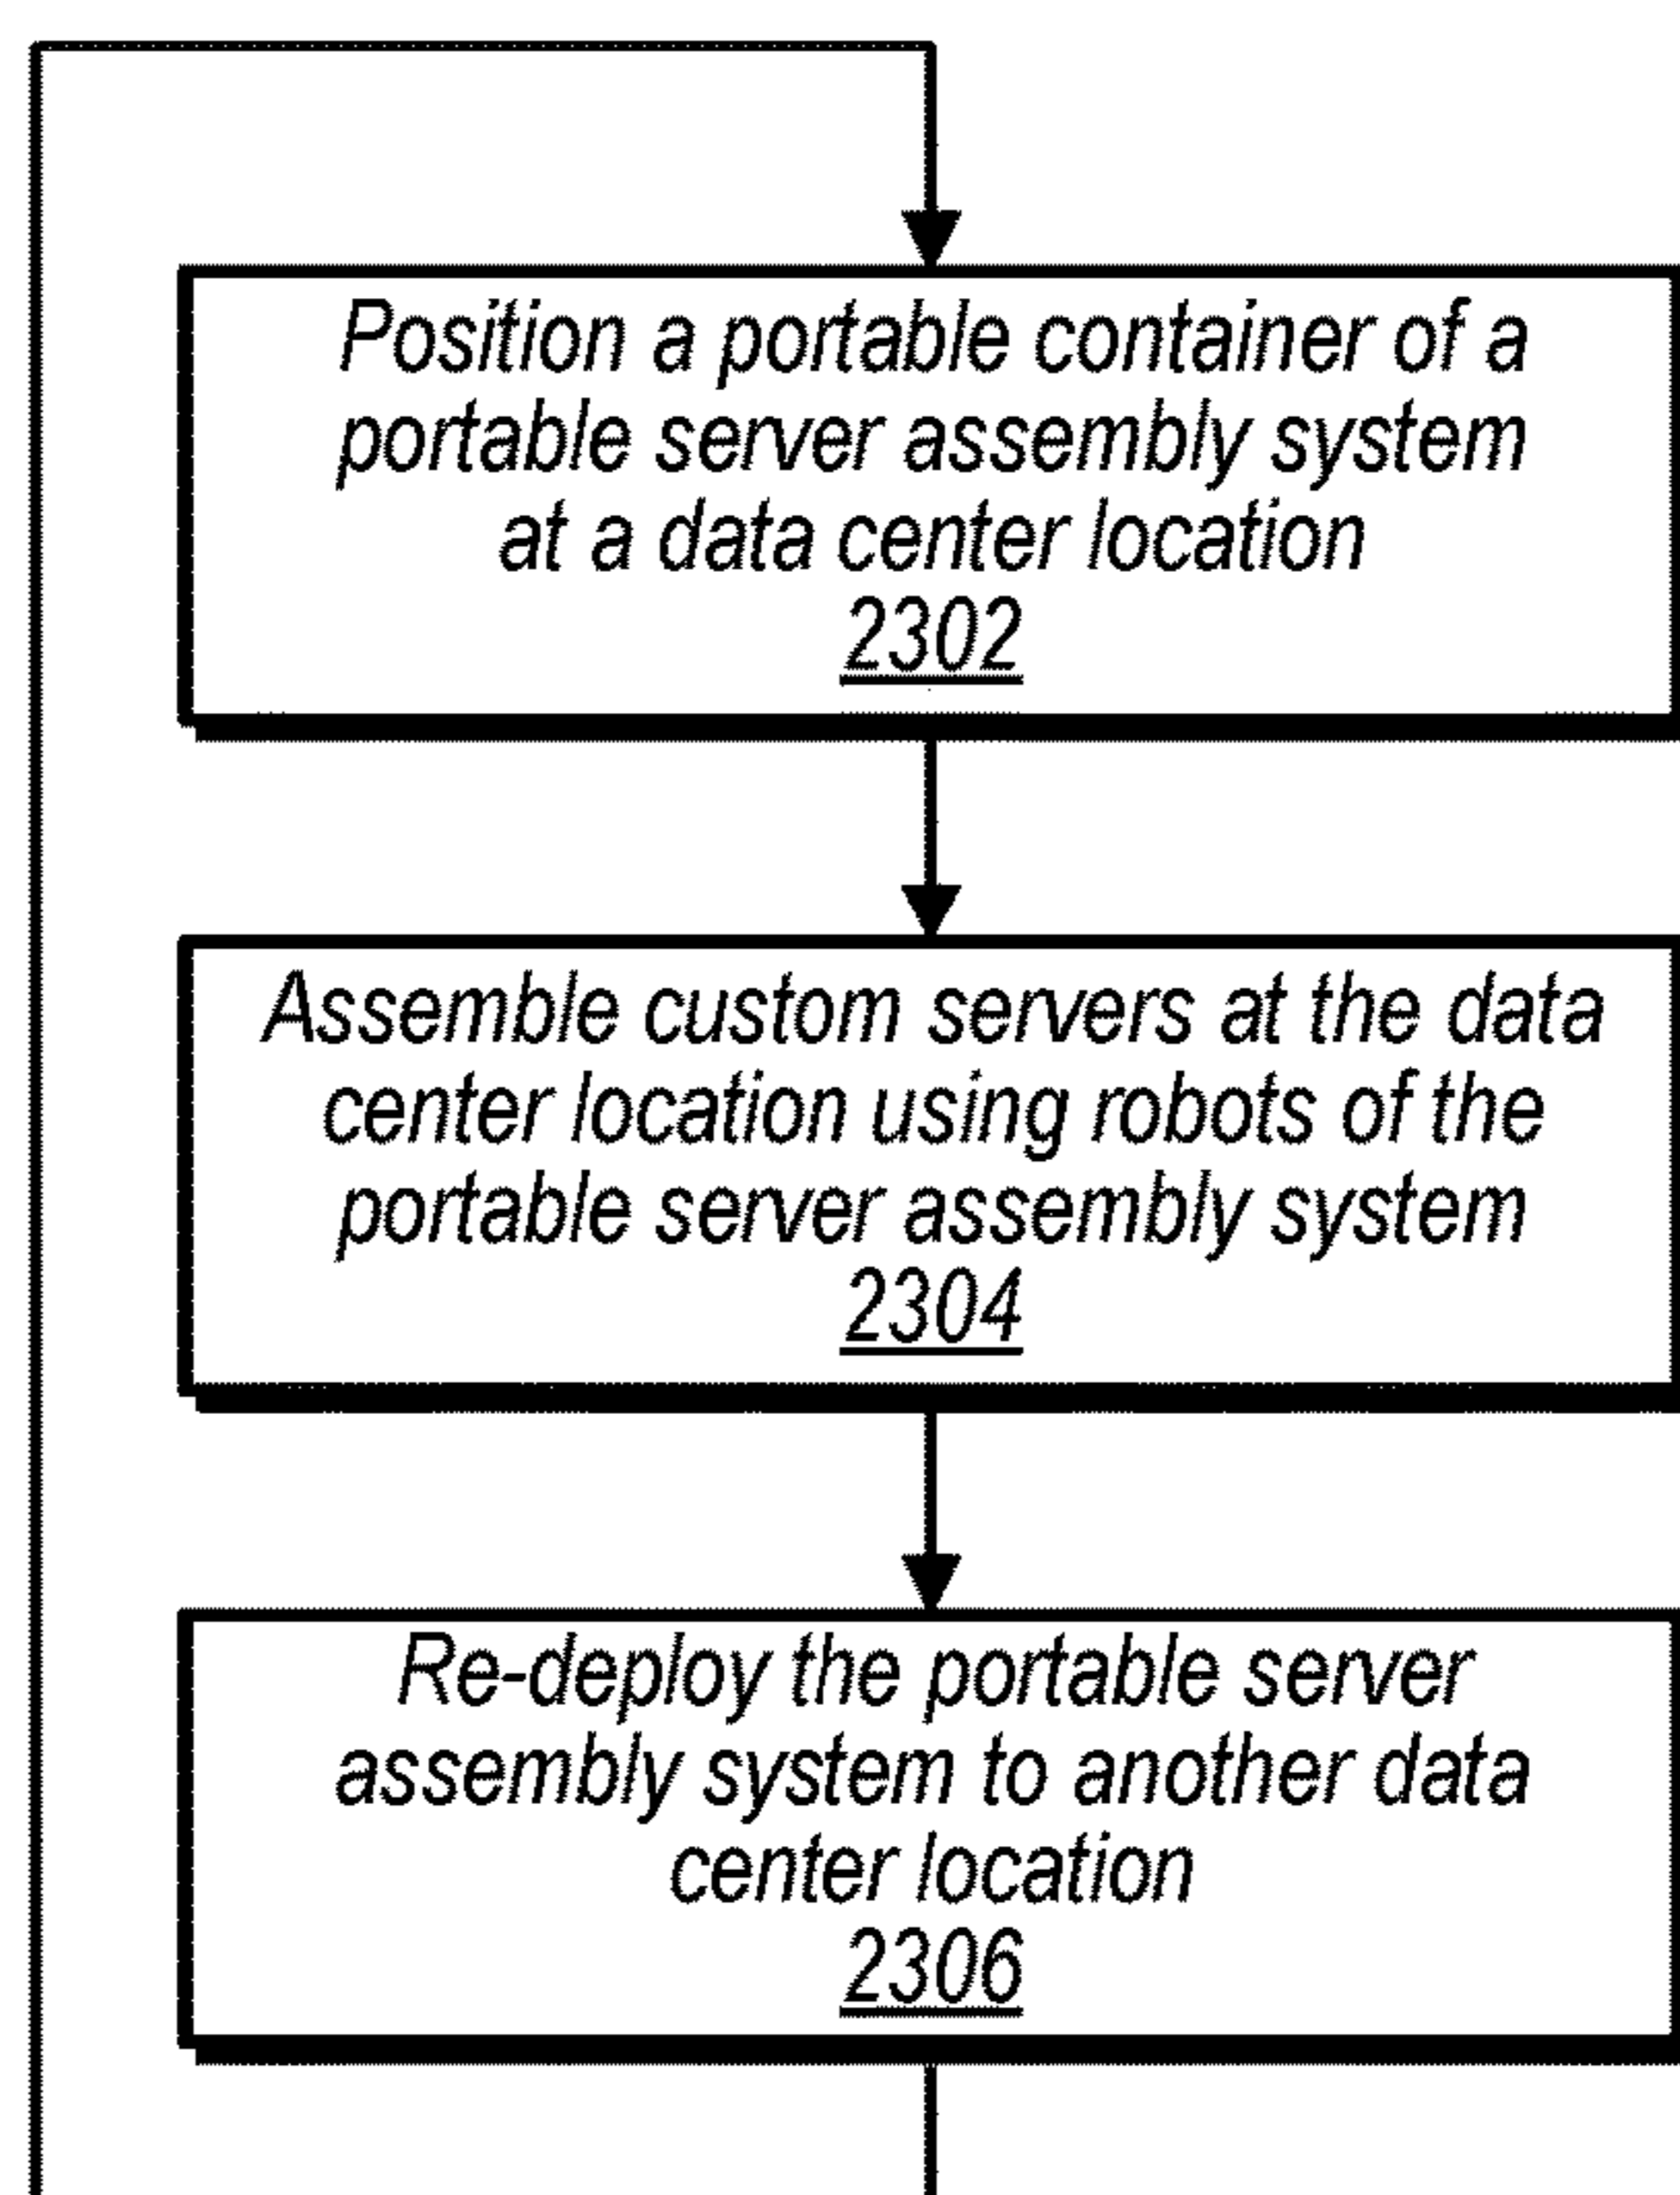 Position a portable container of a
portable server assembly system
at a data center location
2302
Assemble custom servers at the data
center location using robots of the
portable server assembly system
2304
Re-deploy the portable server
assembly system to another data
center location
2306